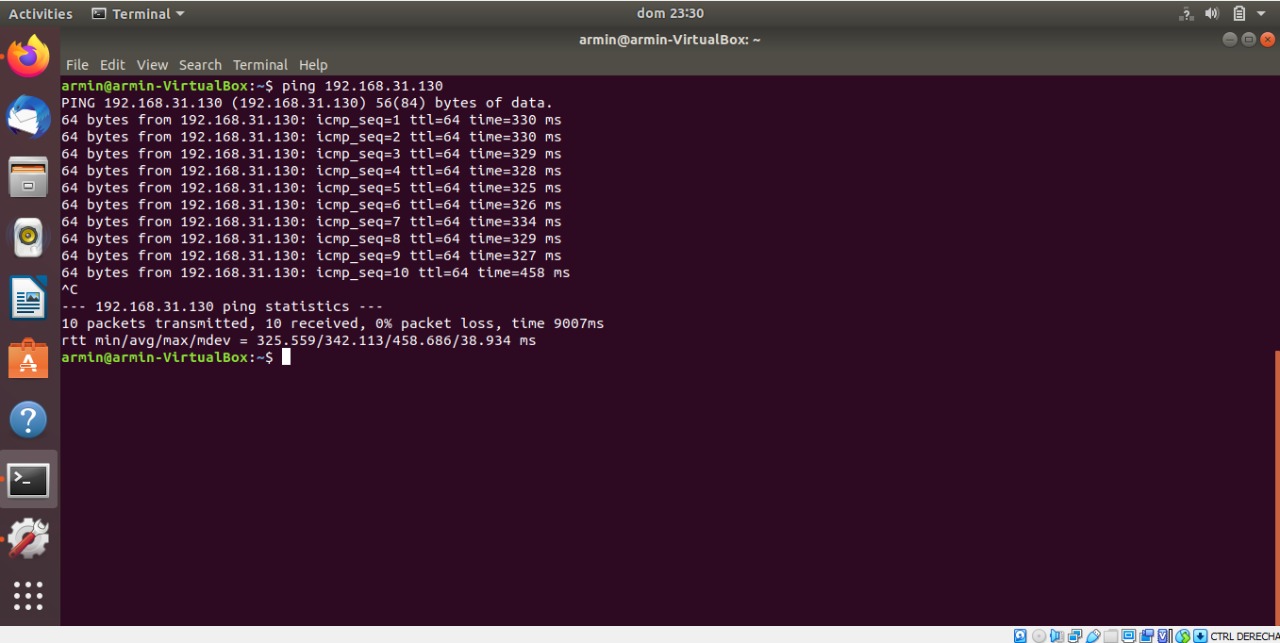 Activities Terminal dom 23:30
armin@armin-VirtualBox: ~
File Edit View Search Terminal Help
armin@armin-VirtualBox:~$ ping 192.168.31.130
PING 192.168.31.130 (192.168.31.130) 56(84) bytes of data.
64 bytes from 192.168.31.130: icmp_seq=1 ttl=64 time=330 ms
64 bytes from 192.168.31.130: icmp_seq=2 ttl=64 time=330 ms
64 bytes from 192.168.31.130: icmp_seq=3 ttl=64 time=329 ms
64 bytes from 192.168.31.130: icmp_seq=4 ttl=64 time=328 ms
64 bytes from 192.168.31.130: icmp_seq=5 ttl=64 time=325 ms
64 bytes from 192.168.31.130: icmp_seq=6 ttl=64 time=326 ms
64 bytes from 192.168.31.130: icmp_seq=7 ttl=64 time=334 ms
64 bytes from 192.168.31.130: icmp_seq=8 ttl=64 time=329 ms
64 bytes from 192.168.31.130: icmp_seq=9 ttl=64 time=327 ms
64 bytes from 192.168.31.130: icmp_seq=10 ttl=64 time=458 ms
^C
--- 192.168.31.130 ping statistics ---
10 packets transmitted, 10 received, 0% packet loss, time 9007ms
rtt min/avg/max/mdev = 325.559/342.113/458.686/38.934 ms
armin@armin-VirtualBox:~$
CTRL DERECHA